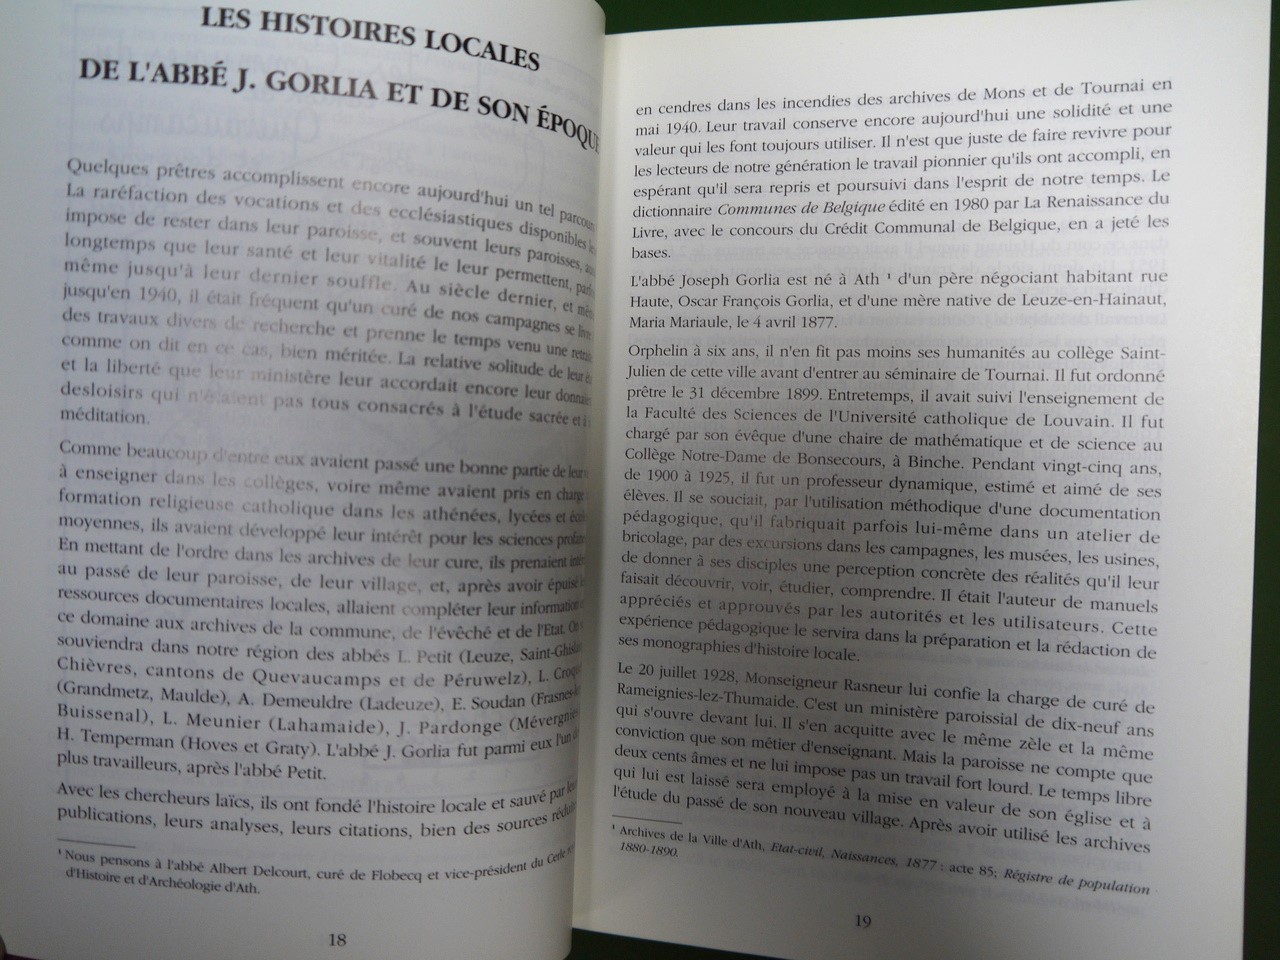 LES HISTOIRES LOCALES
DE L'ABBÉ J. GORLIA ET DE SON ÉPOQUE
Quelques prêtres accomplissent encore aujourd'hui un tel parcours
La raréfaction des vocations et des ecclésiastiques disponibles
impose de rester dans leur paroisse, et souvent leurs paroisses,
longtemps que leur santé et leur vitalité le leur permettent,
même jusqu'à leur dernier souffle. Au siècle dernier, et
jusqu'en 1940, il était fréquent qu'un curé de nos campagnes se
des travaux divers de recherche et prenne le temps venu une
comme on dit en ce cas, bien méritée. La relative solitude de leur
et la liberté que leur ministère leur accordait encore leur
desloisirs qui n'étaient pas tous consacrés à l'étude sacrée et à
méditation.
Comme beaucoup d'entre eux avaient passé une bonne partie de leur
à enseigner dans les collèges, voire même avaient pris en charge
formation religieuse catholique dans les athénées, lycées et
moyennes, ils avaient développé leur intérêt pour les sciences
En mettant de l'ordre dans les archives de leur cure, ils prenaient
au passé de leur paroisse, de leur village, et, après avoir épuisé
ressources documentaires locales, allaient compléter leur information
ce domaine aux archives de la commune, de l'évêché et de l'Etat. On
souviendra dans notre région des abbés L. Petit (Leuze,
Chièvres, cantons de Quevaucamps et de Péruwelz), L.
(Grandmetz, Maulde), A. Demeuldre (Ladeuze), E. Soudan
Buissenal), L. Meunier (Lahamaide), J. Pardonge
H. Temperman (Hoves et Graty). L'abbé J. Gorlia fut parmi eux l'un
plus travailleurs, après l'abbé Petit.
Avec les chercheurs laïcs, ils ont fondé l'histoire locale et sauvé par
publications, leurs analyses, leurs citations, bien des sources
¹ Nous pensons à l'abbé Albert Delcourt, curé de Flobecq et vice-président du
d'Histoire et d'Archéologie d'Ath.
18
en cendres dans les incendies des archives de Mons et de Tournai en
mai 1940. Leur travail conserve encore aujourd'hui une solidité et une
valeur qui les font toujours utiliser. Il n'est que juste de faire revivre pour
les lecteurs de notre génération le travail pionnier qu'ils ont accompli, en
espérant qu'il sera repris et poursuivi dans l'esprit de notre temps. Le
dictionnaire Communes de Belgique édité en 1980 par La Renaissance du
Livre, avec le concours du Crédit Communal de Belgique, en a jeté les
bases.
L'abbé Joseph Gorlia est né à Ath ¹ d'un père négociant habitant rue
Haute, Oscar François Gorlia, et d'une mère native de Leuze-en-Hainaut,
Maria Mariaule, le 4 avril 1877.
Orphelin à six ans, il n'en fit pas moins ses humanités au collège Saint-
Julien de cette ville avant d'entrer au séminaire de Tournai. Il fut ordonné
prêtre le 31 décembre 1899. Entretemps, il avait suivi l'enseignement de
la Faculté des Sciences de l'Université catholique de Louvain. Il fut
chargé par son évêque d'une chaire de mathématique et de science au
Collège Notre-Dame de Bonsecours, à Binche. Pendant vingt-cinq ans,
de 1900 à 1925, il fut un professeur dynamique, estimé et aimé de ses
élèves. Il se souciait, par l'utilisation méthodique d'une documentation
pédagogique, qu'il fabriquait parfois lui-même dans un atelier de
bricolage, par des excursions dans les campagnes, les musées, les usines,
de donner à ses disciples une perception concrète des réalités qu'il leur
faisait découvrir, voir, étudier, comprendre. Il était l'auteur de manuels
appréciés et approuvés par les autorités et les utilisateurs. Cette
expérience pédagogique le servira dans la préparation et la rédaction de
ses monographies d'histoire locale.
Le 20 juillet 1928, Monseigneur Rasneur lui confie la charge de curé de
Rameignies-lez-Thumaide. C'est un ministère paroissial de dix-neuf ans
qui s'ouvre devant lui. Il s'en acquitte avec le même zèle et la même
conviction que son métier d'enseignant. Mais la paroisse ne compte que
deux cents âmes et ne lui impose pas un travail fort lourd. Le temps libre
qui lui est laissé sera employé à la mise en valeur de son église et à
l'étude du passé de son nouveau village. Après avoir utilisé les archives
¹ Archives de la Ville d'Ath, Etat-civil, Naissances, 1877 : acte 85; Régistre de population
1880-1890.
19